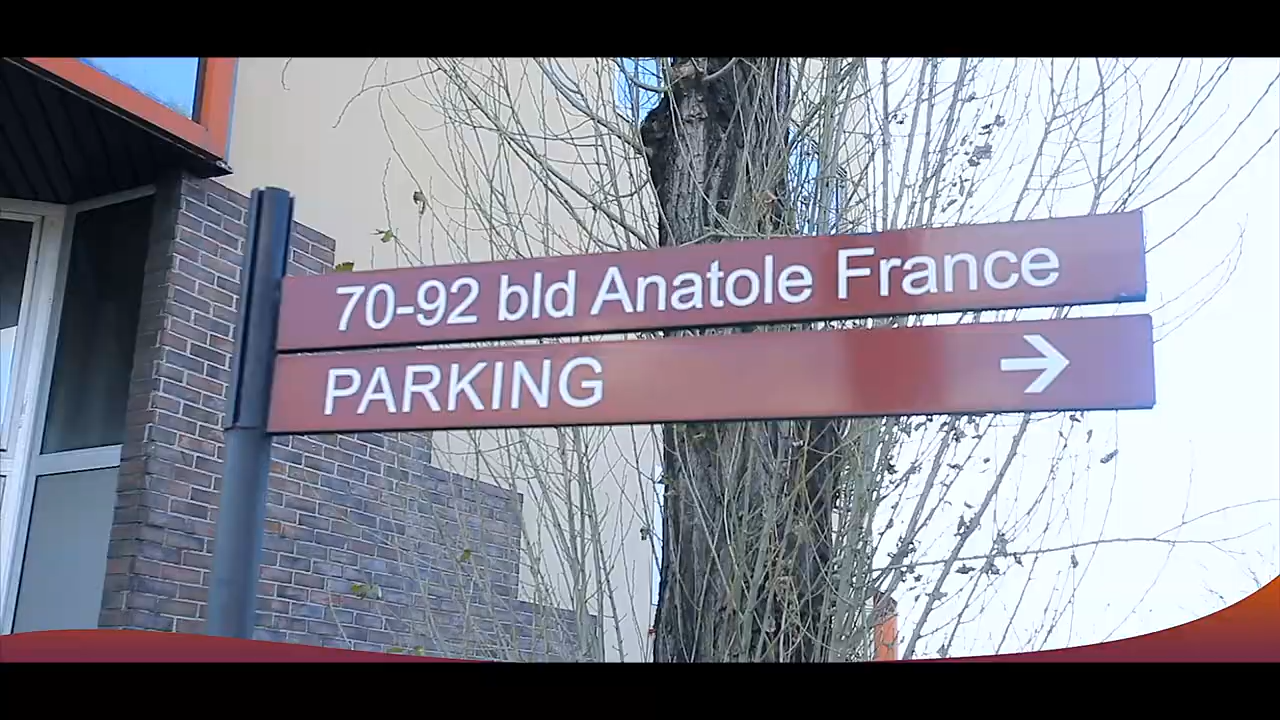 70-92 bld Anatole France
PARKING →